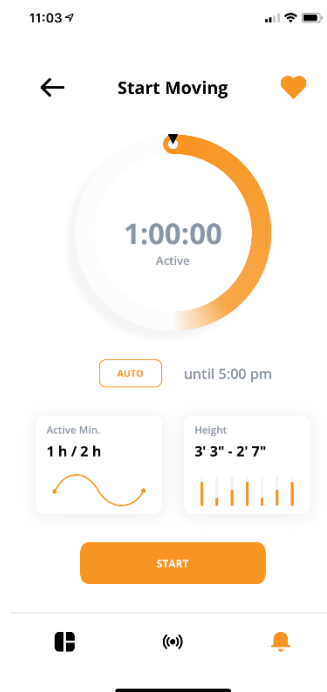 11:03
Start Moving
1:00:00
Active
AUTO
until 5:00 pm
Active Min.
1 h / 2 h
Height
3' 3" - 2' 7"
START